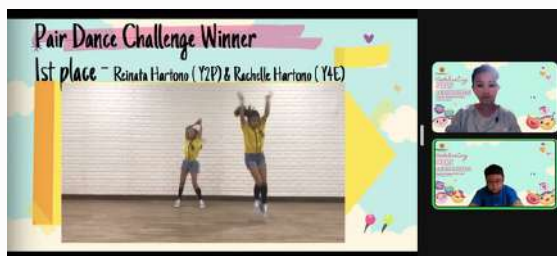 Pair Dance Challenge Winner
1st place - Reinata Hartono ( Y2P) & Rachelle Hartono ( Y4E)